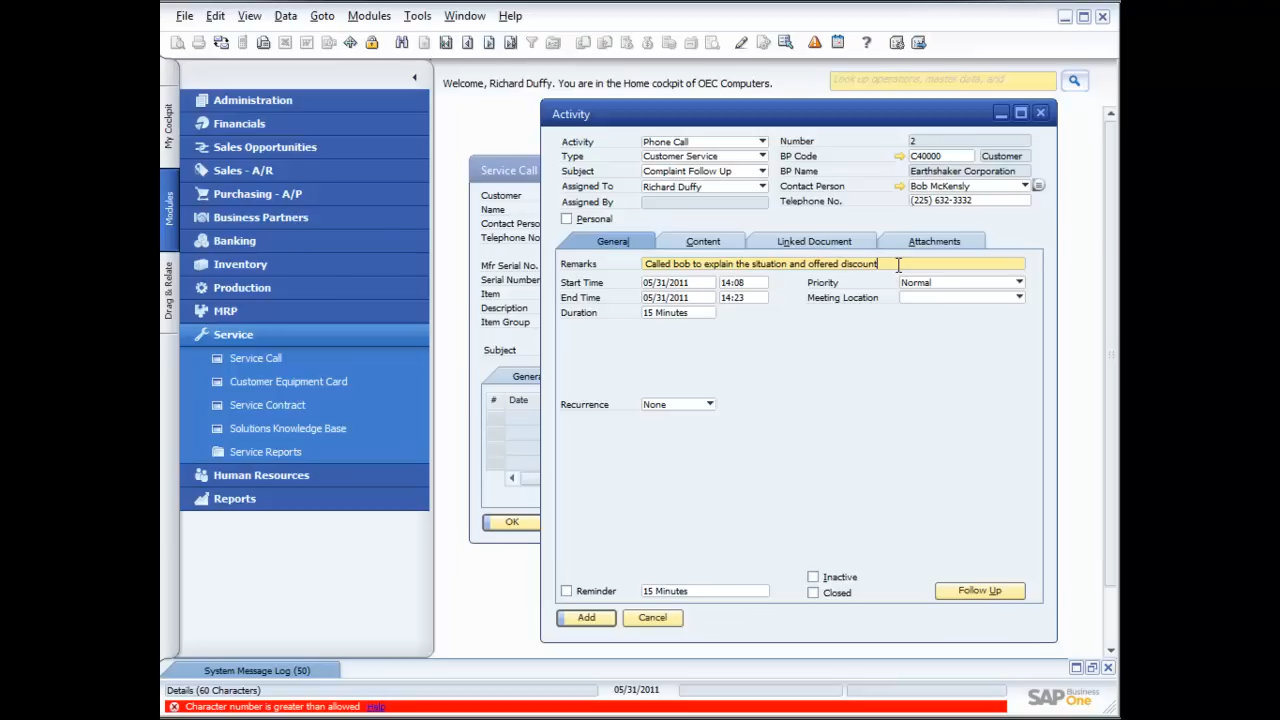 File Edit View Data Goto Modules Tools Window Help
Welcome, Richard Duffy. You are in the Home cockpit of OEC Computers.
Look up operations, master data, and
My Cockpit
Modules
Drag & Relate
Administration
Financials
Sales Opportunities
Sales - A/R
Purchasing - A/P
Business Partners
Banking
Inventory
Production
MRP
Service
Service Call
Customer Equipment Card
Service Contract
Solutions Knowledge Base
Service Reports
Human Resources
Reports
Service Call
Customer
Name
Contact Perso
Telephone No.
Mfr Serial No.
Serial Number
Item
Description
Item Group
Subject
Genera
# Date
OK
Activity
Activity Phone Call Number 2
Type Customer Service BP Code C40000 Customer
Subject Complaint Follow Up BP Name Earthshaker Corporation
Assigned To Richard Duffy Contact Person Bob McKensly
Assigned By Telephone No. (225) 632-3332
Personal
General Content Linked Document Attachments
Remarks Called bob to explain the situation and offered discount
Start Time 05/31/2011 14:08 Priority Normal
End Time 05/31/2011 14:23 Meeting Location
Duration 15 Minutes
Recurrence None
Inactive
Reminder 15 Minutes Closed Follow Up
Add Cancel
System Message Log (50)
Details (60 Characters) 05/31/2011
Character number is greater than allowed Help
SAP Business One